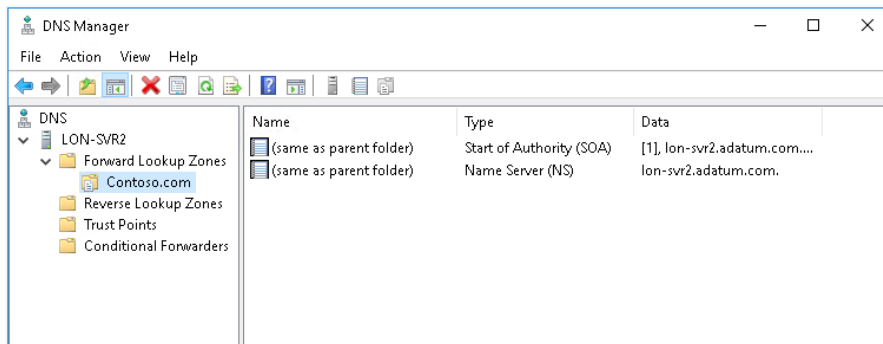 DNS Manager
File Action View Help
DNS
LON-SVR2
Forward Lookup Zones
Contoso.com
Reverse Lookup Zones
Trust Points
Conditional Forwarders
Name Type Data
(same as parent folder) Start of Authority (SOA) [1], lon-svr2.adatum.com....
(same as parent folder) Name Server (NS) lon-svr2.adatum.com.